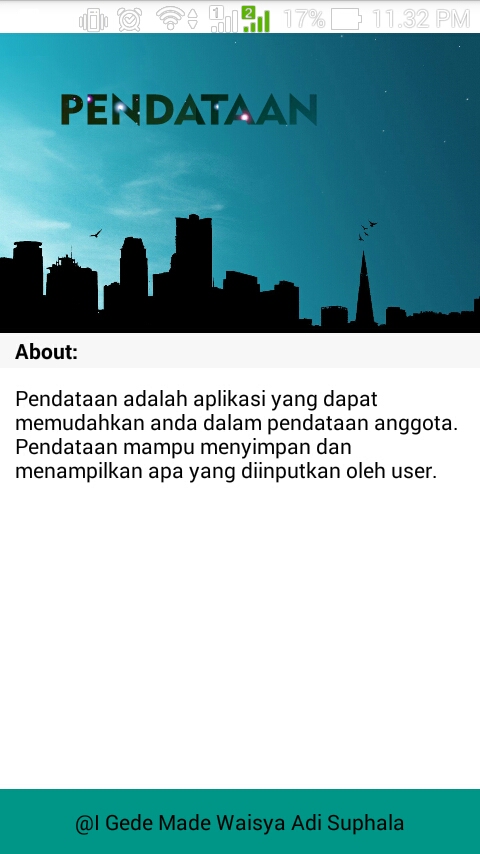 1 2 17% 11.32 PM
PENDATAAN
About:
Pendataan adalah aplikasi yang dapat
memudahkan anda dalam pendataan anggota.
Pendataan mampu menyimpan dan
menampilkan apa yang diinputkan oleh user.
@I Gede Made Waisya Adi Suphala